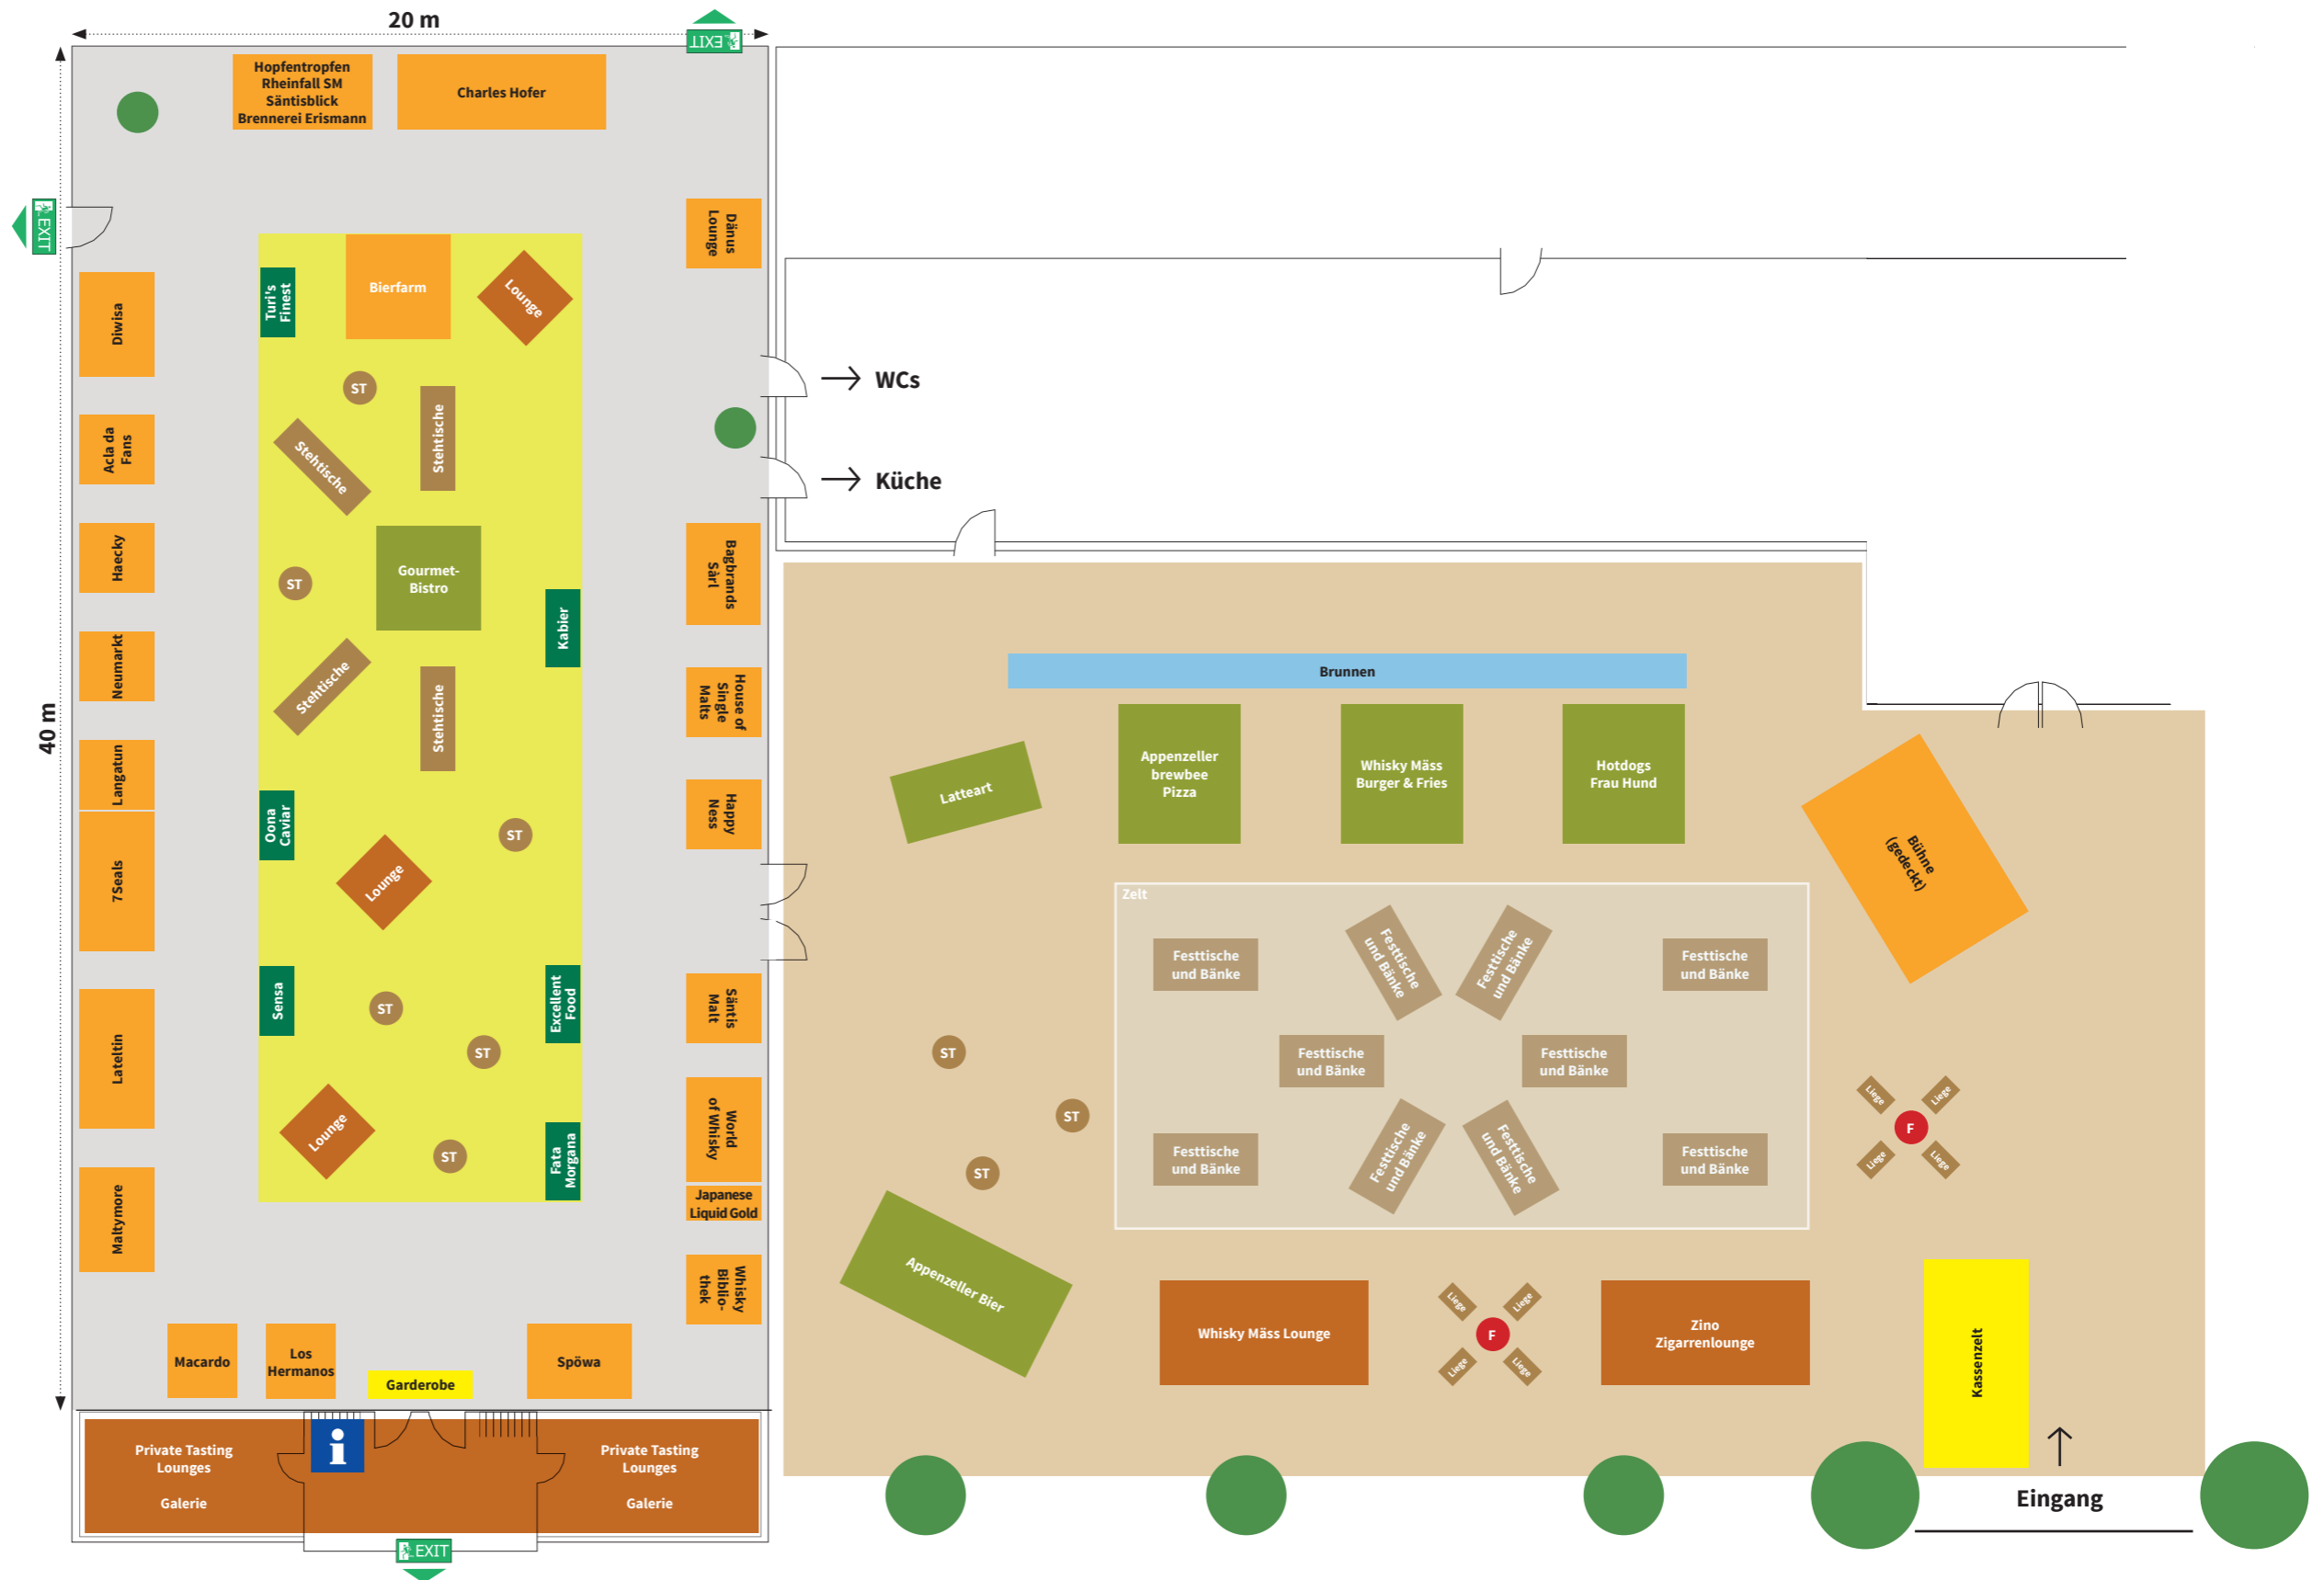 20 m
EXIT
Hopfentropfen
Rheinfall SM
Säntisblick
Brennerei Erismann
Charles Hofer
EXIT
Dänus
Lounge
Diwisa
Turi's
Finest
Bierfarm
Lounge
ST
Stehtische
Stehtische
WCs
Acla da
Fans
Küche
Haecky
ST
Gourmet-
Bistro
Kabier
Bagbrands
Sàrl
Neumarkt
Stehtische
Stehtische
House of
Single
Malts
40 m
Langatun
Oona
Caviar
ST
Happy
Ness
7Seals
Lounge
Sensa
ST
ST
Excellent
Food
Säntis
Malt
Lateltin
Lounge
ST
Fata
Morgana
World
of Whisky
Japanese
Liquid Gold
Maltymore
Whisky
Biblio-
thek
Macardo
Los
Hermanos
Garderobe
Spöwa
Private Tasting
Lounges
Galerie
i
Private Tasting
Lounges
Galerie
EXIT
Brunnen
Latteart
Appenzeller
brewbee
Pizza
Whisky Mäss
Burger & Fries
Hotdogs
Frau Hund
Bühne
(gedeckt)
Zelt
Festtische
und Bänke
Festtische
und Bänke
Festtische
und Bänke
Festtische
und Bänke
Festtische
und Bänke
Festtische
und Bänke
Festtische
und Bänke
Festtische
und Bänke
Festtische
und Bänke
Festtische
und Bänke
ST
ST
ST
Liege
Liege
F
Liege
Liege
Appenzeller Bier
Whisky Mäss Lounge
Liege
Liege
F
Liege
Liege
Zino
Zigarrenlounge
Kassenzelt
Eingang